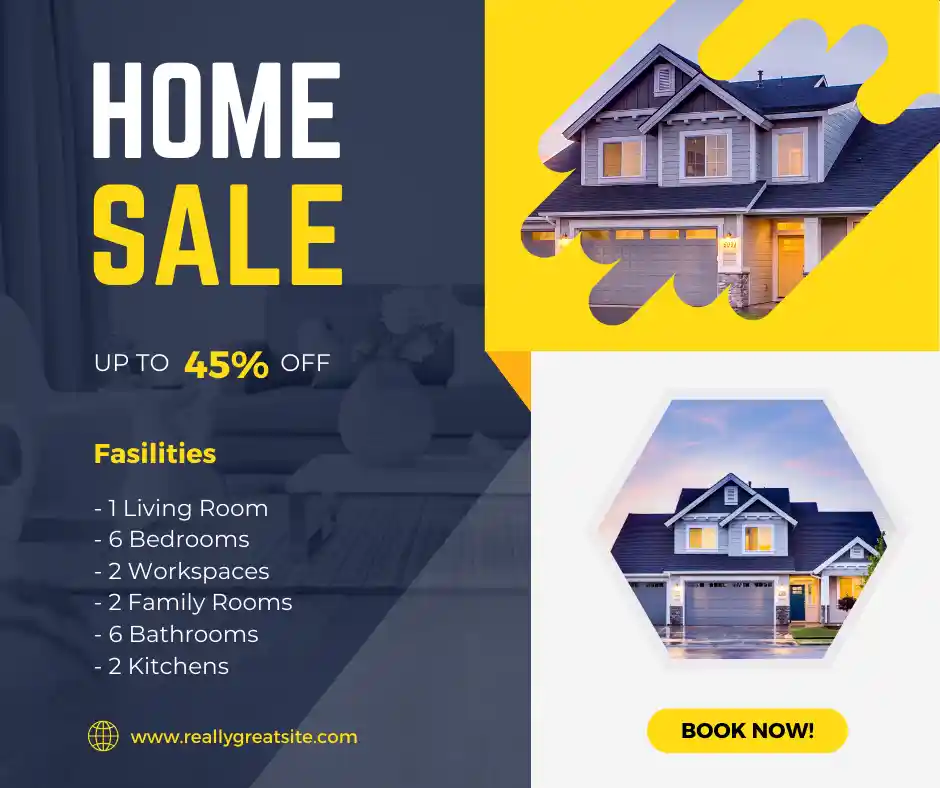 HOME
SALE
UP TO 45% OFF
Fasilities
- 1 Living Room
- 6 Bedrooms
- 2 Workspaces
- 2 Family Rooms
- 6 Bathrooms
- 2 Kitchens
www.reallygreatsite.com
BOOK NOW!